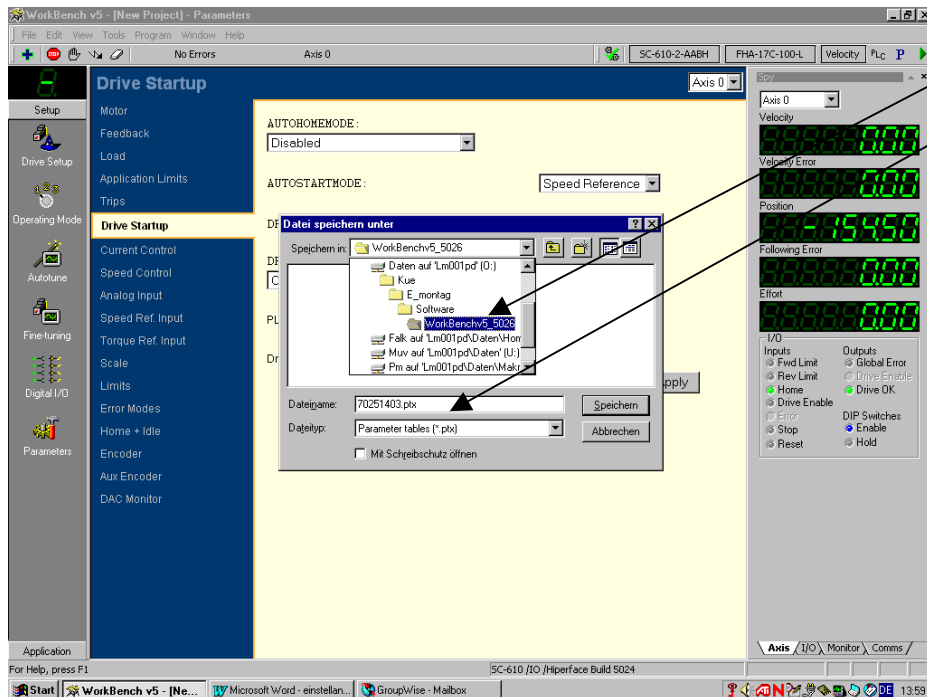 WorkBench v5 - [New Project] - Parameters
File Edit View Tools Program Window Help
No Errors
Axis 0
SC-610-2-AABH
FHA-17C-100-L
Velocity
PLC
P
Setup
Drive Setup
Operating Mode
Autotune
Fine-tuning
Digital I/O
Parameters
Application
Drive Startup
Axis 0
Motor
Feedback
Load
Application Limits
Trips
Drive Startup
Current Control
Speed Control
Analog Input
Speed Ref. Input
Torque Ref. Input
Scale
Limits
Error Modes
Home + Idle
Encoder
Aux Encoder
DAC Monitor
AUTOHOMEMODE:
Disabled
AUTOSTARTMODE:
Speed Reference
Datei speichern unter
Speichern in:
WorkBenchv5_5026
Daten auf 'Lm001pd' (O:)
Kue
E_montag
Software
WorkBenchv5_5026
Falk auf 'Lm001pd\Daten\Hom
Muv auf 'Lm001pd\Daten' (U:)
Pm auf 'Lm001pd\Daten\Makr
Dateiname:
70251403.ptx
Speichern
Dateityp:
Parameter tables (*.ptx)
Abbrechen
Mit Schreibschutz öffnen
Spy
Axis 0
Velocity
0.00
Velocity Error
0.00
Position
-154.50
Following Error
0.00
Effort
0.00
I/O
Inputs
Fwd Limit
Rev Limit
Home
Drive Enable
Error
Stop
Reset
Outputs
Global Error
Drive Enable
Drive OK
DIP Switches
Enable
Hold
Axis I/O Monitor Comms
For Help, press F1
SC-610 /IO /Hiperface Build 5024
Start
WorkBench v5 - [Ne...
Microsoft Word - einstellan...
GroupWise - Mailbox
DE
13:59